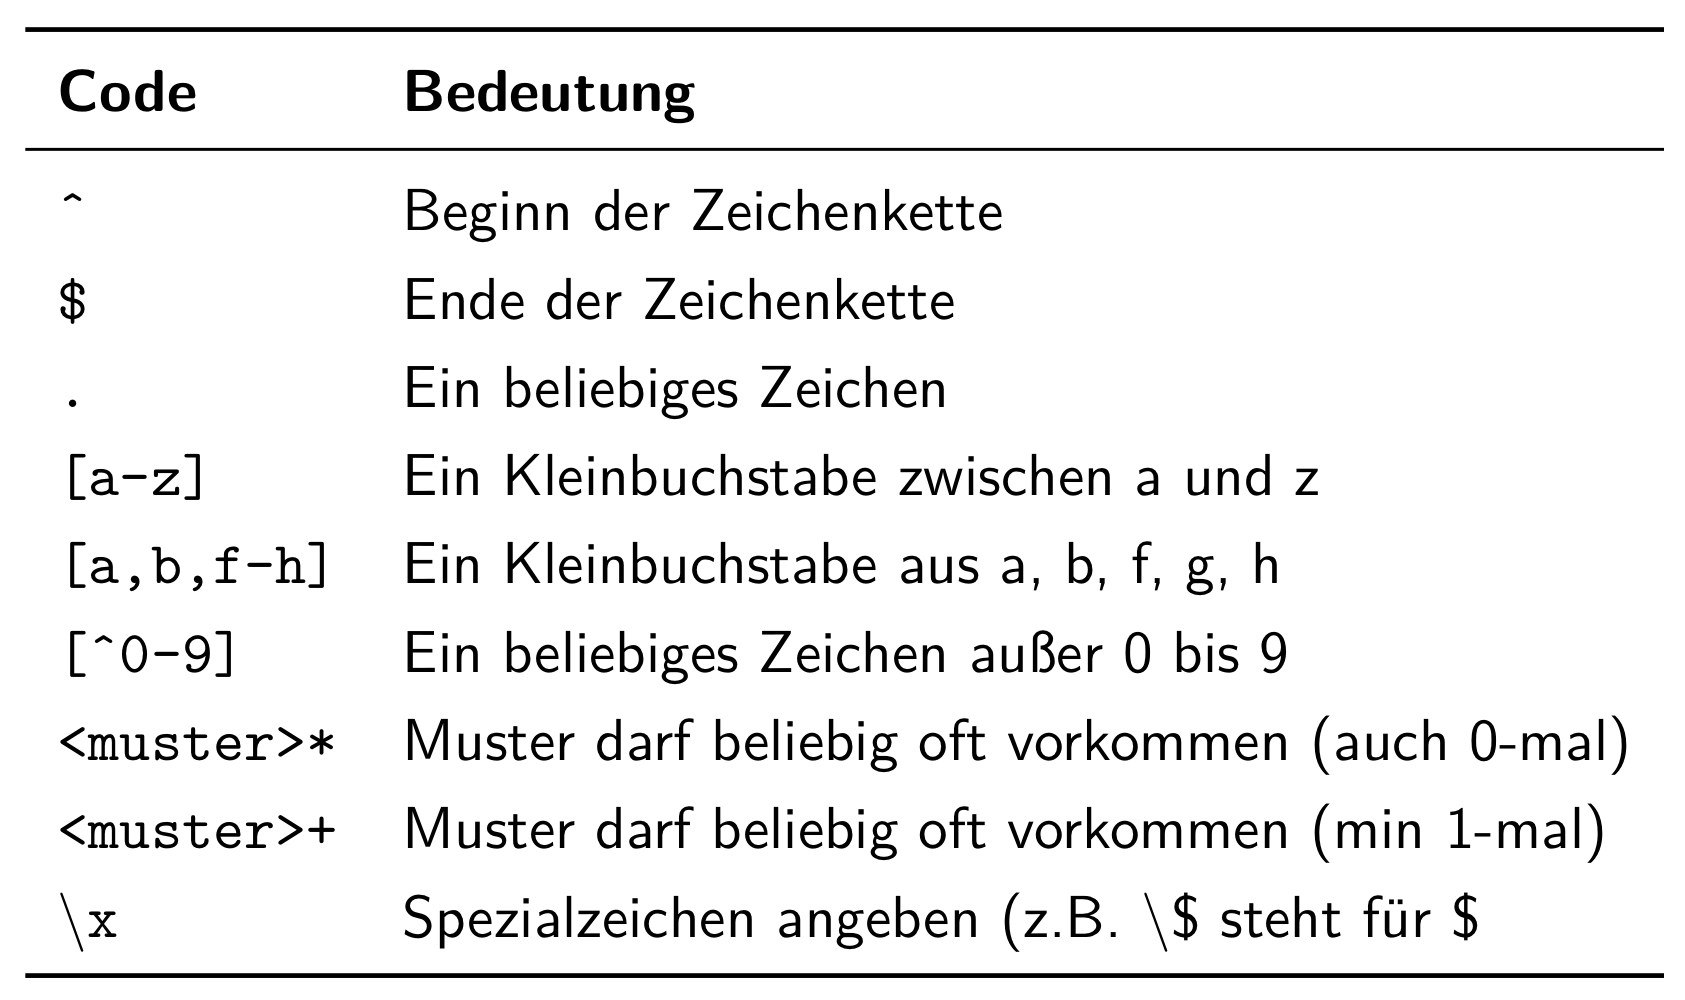 Code Bedeutung
^ Beginn der Zeichenkette
$ Ende der Zeichenkette
. Ein beliebiges Zeichen
[a-z] Ein Kleinbuchstabe zwischen a und z
[a,b,f-h] Ein Kleinbuchstabe aus a, b, f, g, h
[^0-9] Ein beliebiges Zeichen außer 0 bis 9
<muster>* Muster darf beliebig oft vorkommen (auch 0-mal)
<muster>+ Muster darf beliebig oft vorkommen (min 1-mal)
\x Spezialzeichen angeben (z.B. \$ steht für $